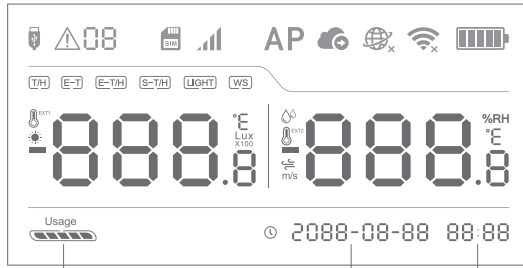 08 SIM AP
T/H E-T E-T/H S-T/H LIGHT WS
EXT1 888.8 °E Lux X100 EXT2 m/s 888.8 %RH °E
Usage 2088-08-88 88:88